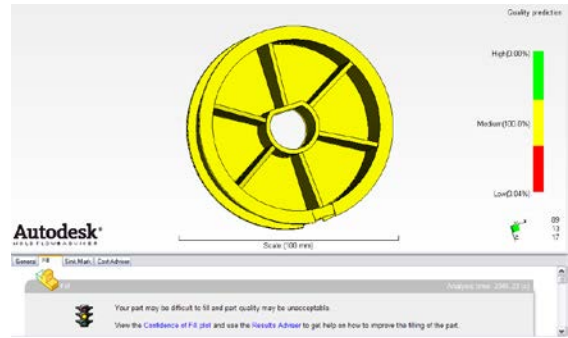 Quality prediction
High(0.00%)
Medium(100.0%)
Low(0.04%)
Autodesk®
MOLDFLOW ADVISER
Scale (100 mm)
89
13
17
General Fill Sink Mark Cost Adviser
Fill
Your part may be difficult to fill and part quality may be unacceptable.
View the Confidence of Fill plot and use the Results Adviser to get help on how to improve the filling of the part.